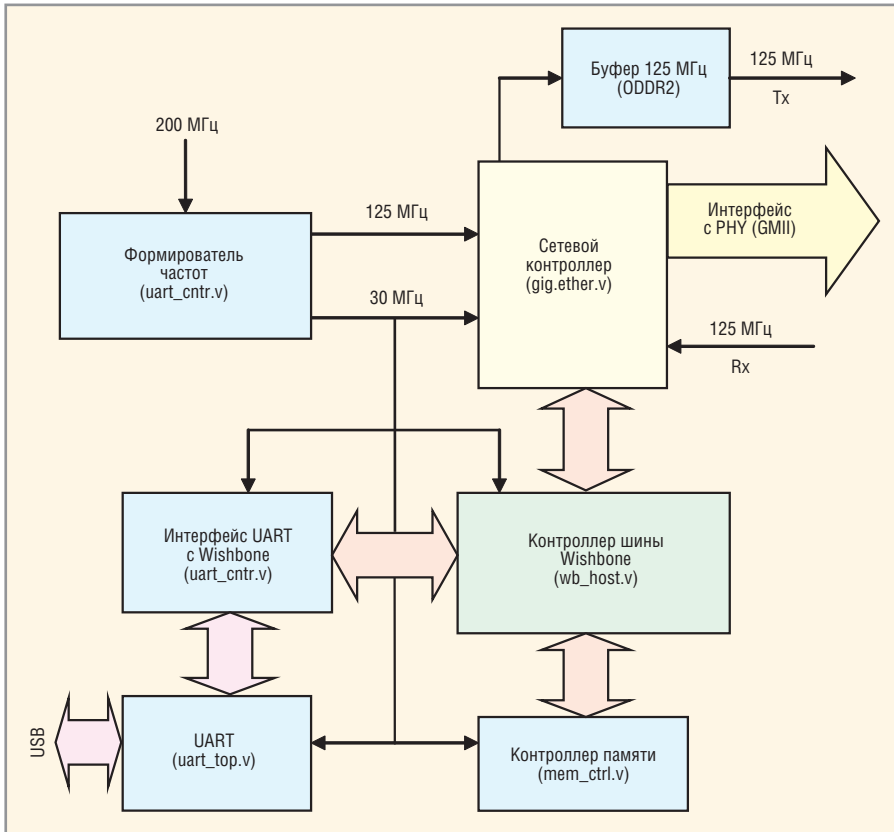 Буфер 125 МГц
(ODDR2)
125 МГц
Tx
200 МГц
Формирователь
частот
(uart_cntr.v)
125 МГц
30 МГц
Сетевой
контроллер
(gig.ether.v)
Интерфейс
с PHY (GMII)
125 МГц
Rx
Интерфейс UART
с Wishbone
(uart_cntr.v)
Контроллер шины
Wishbone
(wb_host.v)
USB
UART
(uart_top.v)
Контроллер памяти
(mem_ctrl.v)